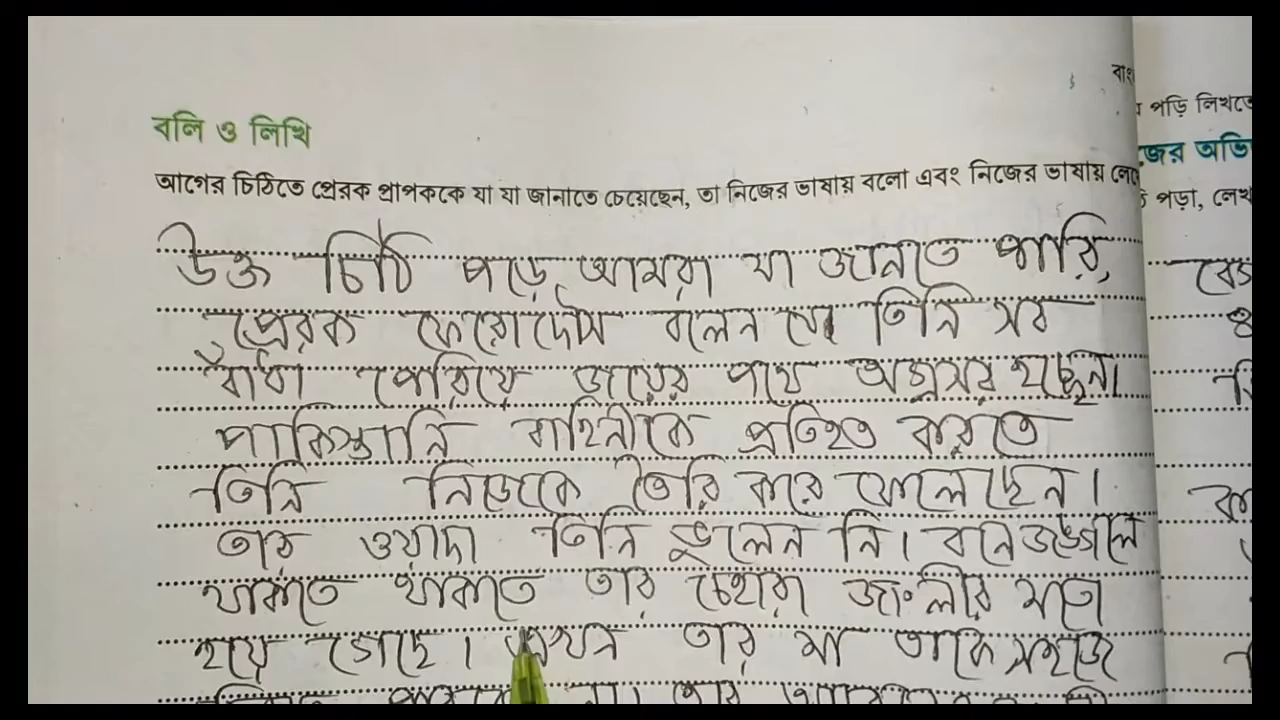 বাং
পড়ি লিখতে
বলি ও লিখি
জের অভি
আগের চিঠিতে প্রেরক প্রাপককে যা যা জানাতে চেয়েছেন, তা নিজের ভাষায় বলো এবং নিজের ভাষায় লেখো
পড়া, লেখ
উক্ত চিঠি পড়ে আমরা যা জানতে পারি,
প্রেরক ফেরোদৌস বলেন যে তিনি সব
বাঁধা পেরিয়ে জয়ের পথে অগ্রসর হচ্ছেন।
পাকিস্তানি বাহিনীকে প্রতিহত করতে
তিনি নিজেকে তৈরি করে ফেলেছেন।
তার ওয়াদা তিনি ভুলেন নি। বনেজঙ্গলে
থাকতে থাকতে তার চেহারা জংলীর মতো
হয়ে গেছে। এখন তার মা তাকে সহজে
না। তার